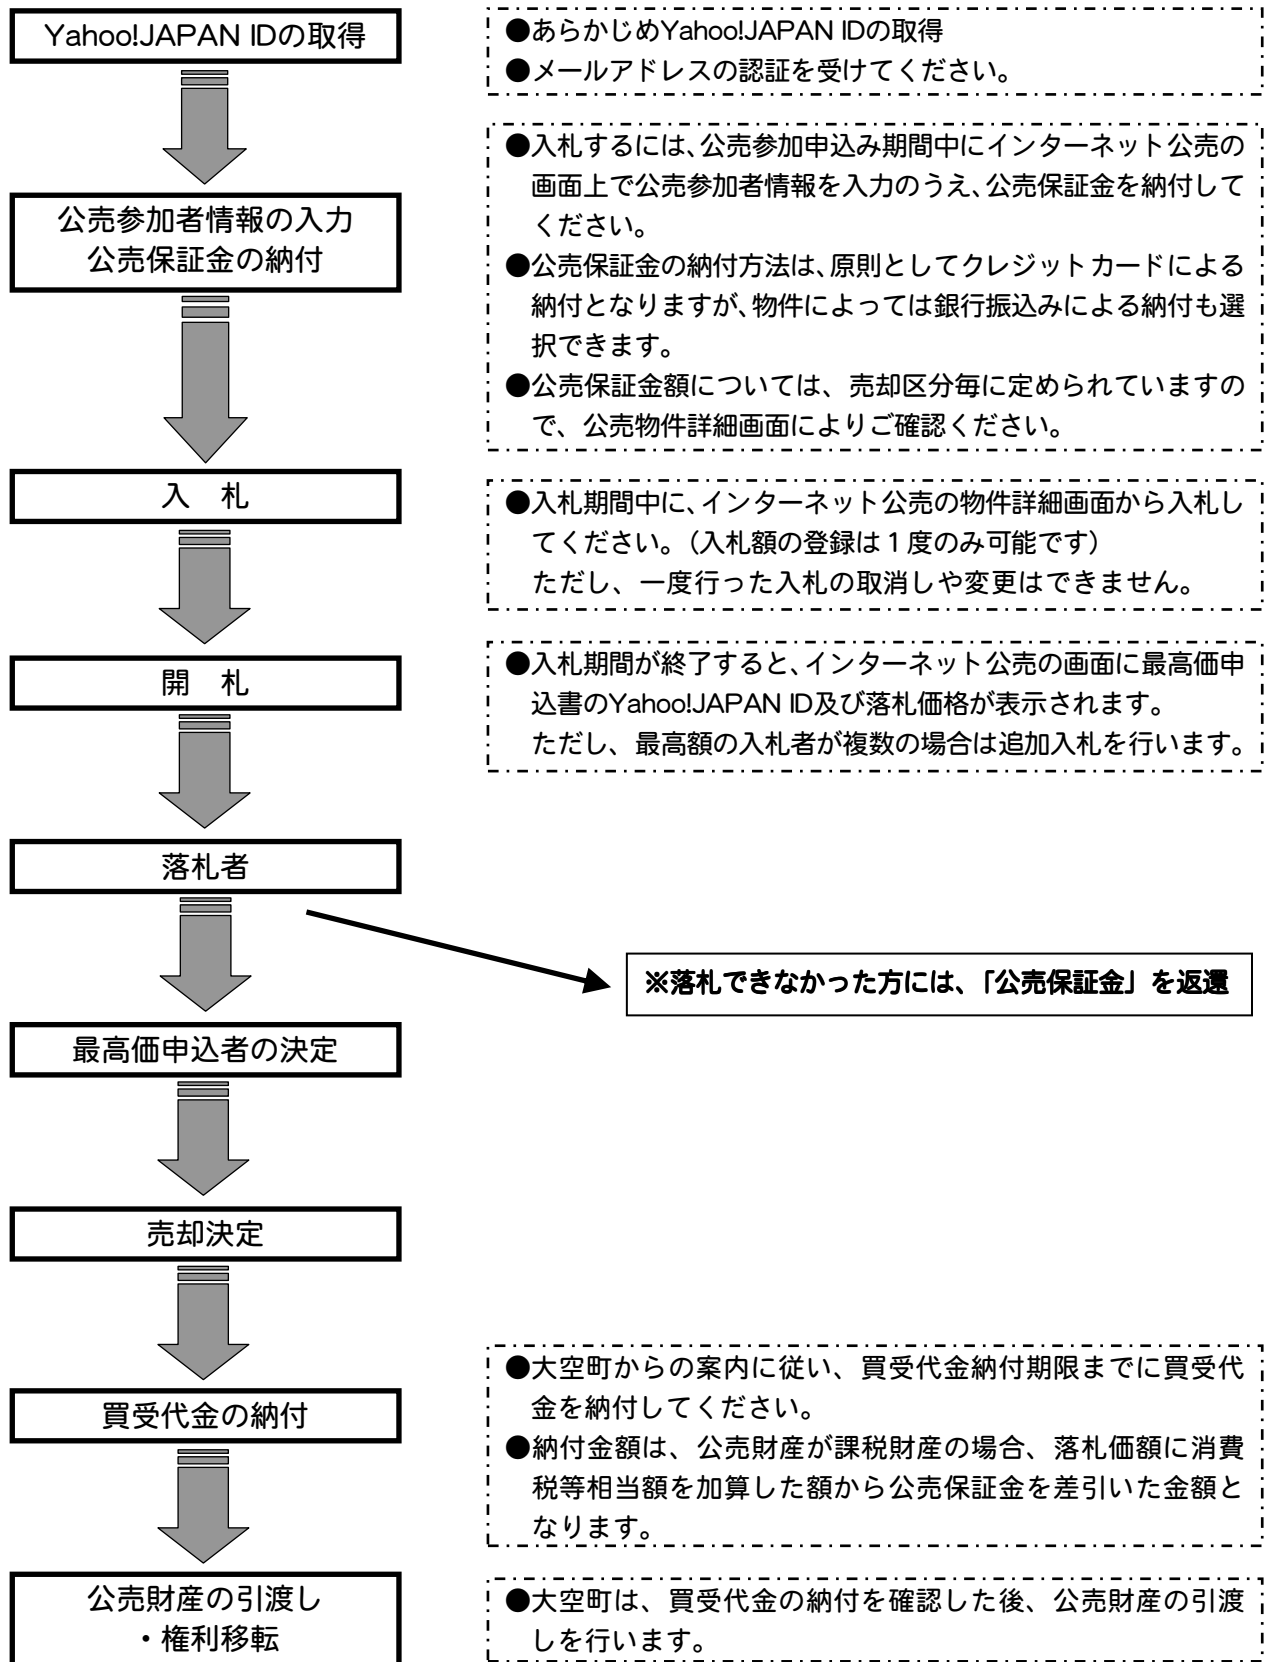 Yahoo!JAPAN IDの取得
●あらかじめYahoo!JAPAN IDの取得
●メールアドレスの認証を受けてください。
公売参加者情報の入力
公売保証金の納付
●入札するには、公売参加申込み期間中にインターネット公売の
画面上で公売参加者情報を入力のうえ、公売保証金を納付して
ください。
●公売保証金の納付方法は、原則としてクレジットカードによる
納付となりますが、物件によっては銀行振込みによる納付も選
択できます。
●公売保証金額については、売却区分毎に定められていますの
で、公売物件詳細画面によりご確認ください。
入　札
●入札期間中に、インターネット公売の物件詳細画面から入札し
てください。（入札額の登録は１度のみ可能です）
ただし、一度行った入札の取消しや変更はできません。
開　札
●入札期間が終了すると、インターネット公売の画面に最高価申
込書のYahoo!JAPAN ID及び落札価格が表示されます。
ただし、最高額の入札者が複数の場合は追加入札を行います。
落札者
※落札できなかった方には、「公売保証金」を返還
最高価申込者の決定
売却決定
買受代金の納付
●大空町からの案内に従い、買受代金納付期限までに買受代
金を納付してください。
●納付金額は、公売財産が課税財産の場合、落札価額に消費
税等相当額を加算した額から公売保証金を差引いた金額と
なります。
公売財産の引渡し
・権利移転
●大空町は、買受代金の納付を確認した後、公売財産の引渡
しを行います。